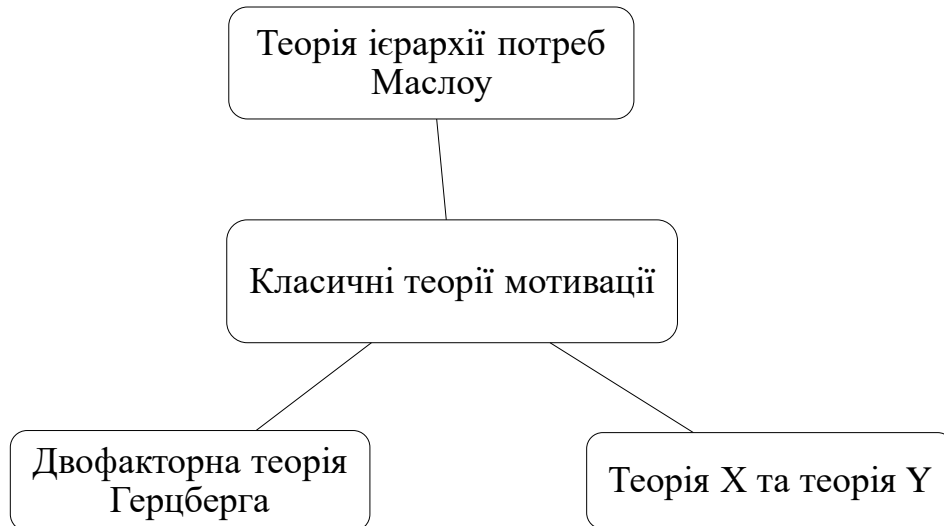 Теорія ієрархії потреб
Маслоу
Класичні теорії мотивації
Двофакторна теорія
Герцберга
Теорія X та теорія Y